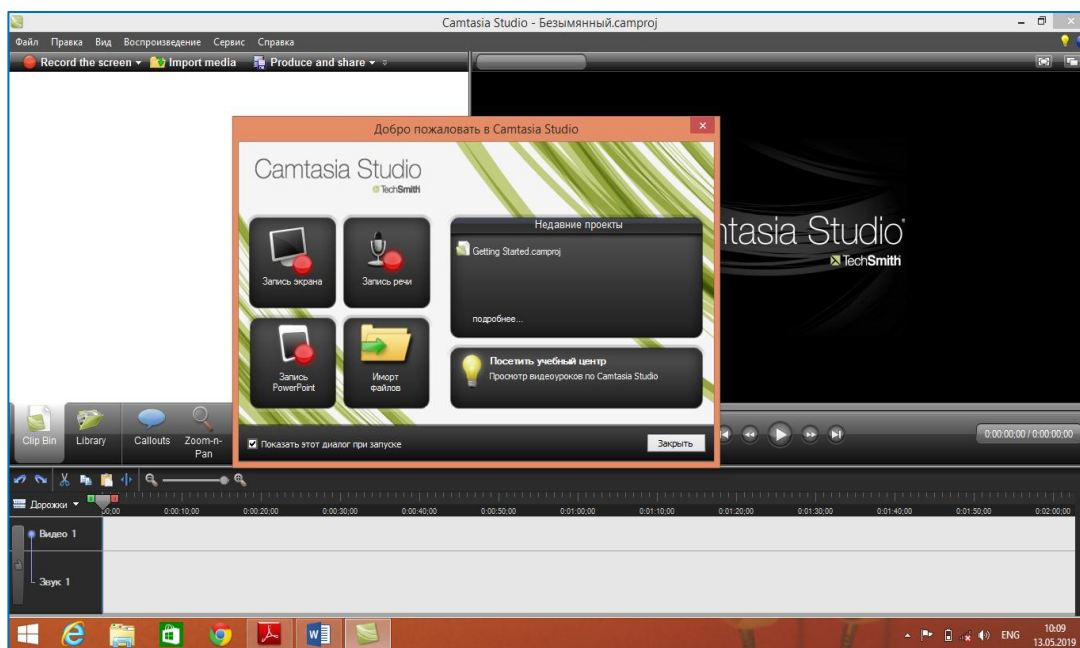 Camtasia Studio - Безымянный.camproj
Файл Правка Вид Воспроизведение Сервис Справка
Record the screen Import media Produce and share
Добро пожаловать в Camtasia Studio
Camtasia Studio
TechSmith
Недавние проекты
Getting Started.camproj
подробнее...
Запись экрана
Запись речи
Запись
PowerPoint
Иморт
файлов
Посетить учебный центр
Просмотр видеоуроков по Camtasia Studio
Показать этот диалог при запуске
Закрыть
ntasia Studio
TechSmith
Clip Bin Library Callouts Zoom-n-
Pan
0:00:00;00 / 0:00:00;00
Дорожки
0:00:10;00 0:00:20;00 0:00:30;00 0:00:40;00 0:00:50;00 0:01:00;00 0:01:10;00 0:01:20;00 0:01:30;00 0:01:40;00 0:01:50;00 0:02:00;00
Видео 1
Звук 1
ENG
10:09
13.05.2019